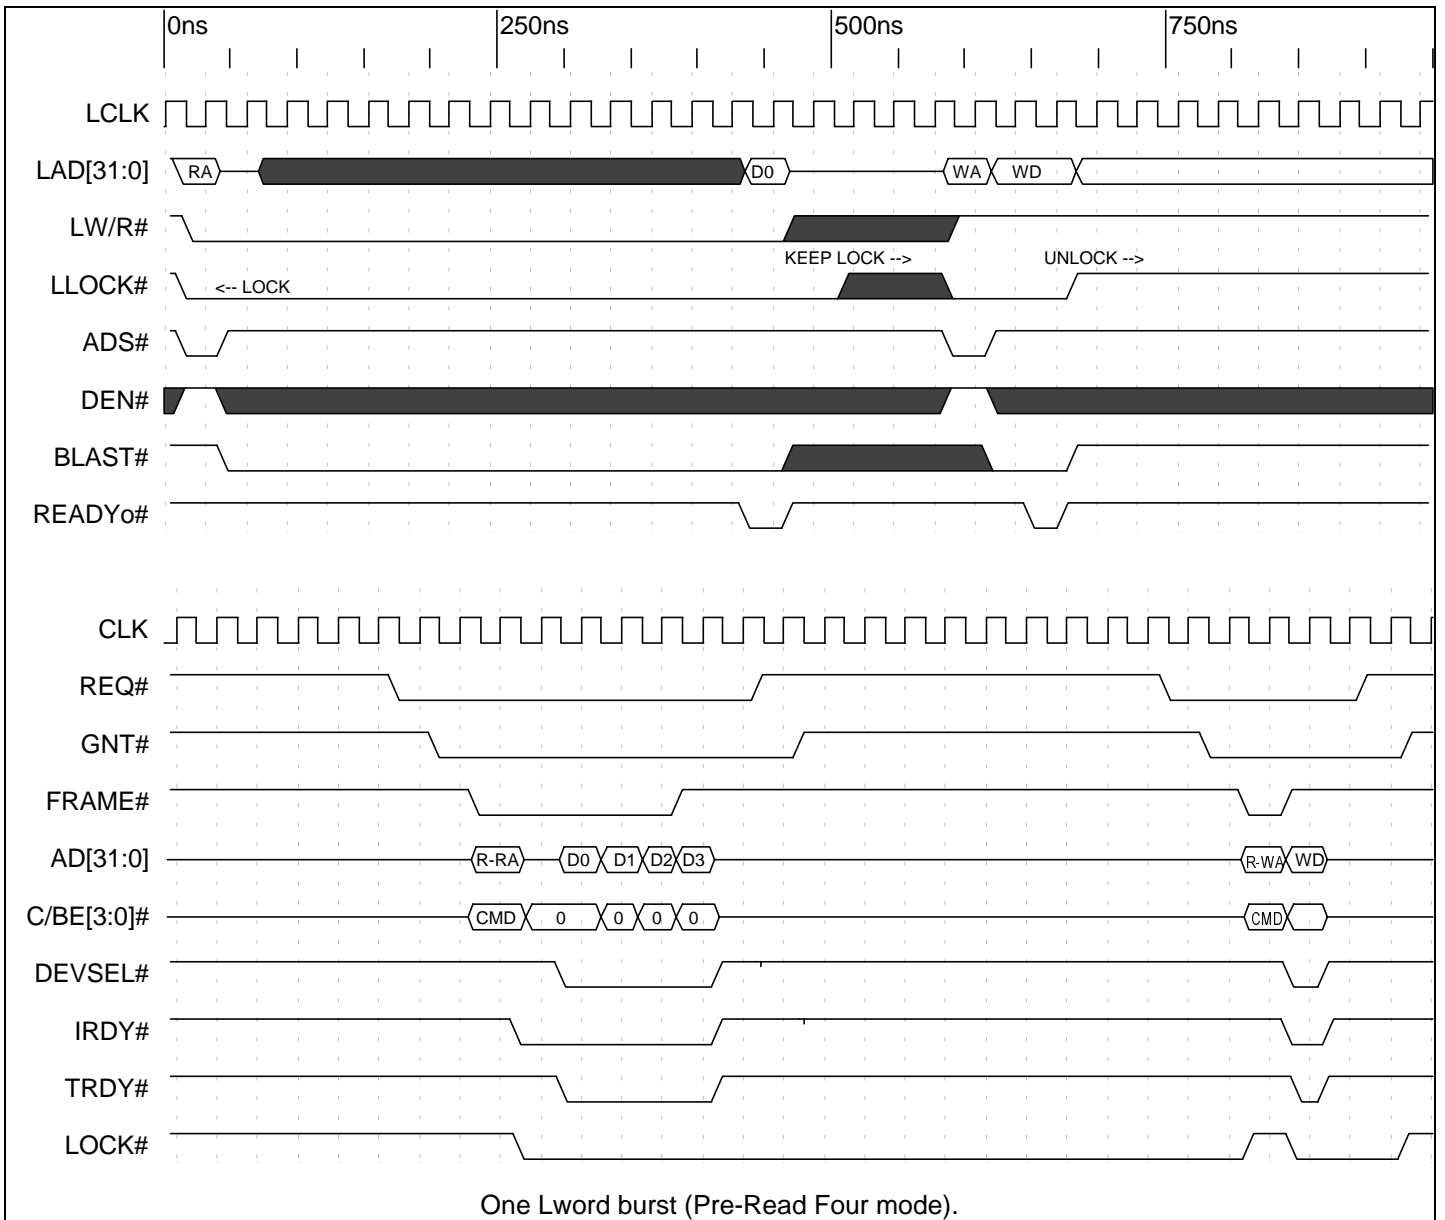 0ns 250ns 500ns 750ns
LCLK
LAD[31:0] RA D0 WA WD
LW/R#
KEEP LOCK --> UNLOCK -->
LLOCK# <-- LOCK
ADS#
DEN#
BLAST#
READYo#
CLK
REQ#
GNT#
FRAME#
AD[31:0] R-RA D0 D1 D2 D3 R-WA WD
C/BE[3:0]# CMD 0 0 0 0 CMD
DEVSEL#
IRDY#
TRDY#
LOCK#
One Lword burst (Pre-Read Four mode).